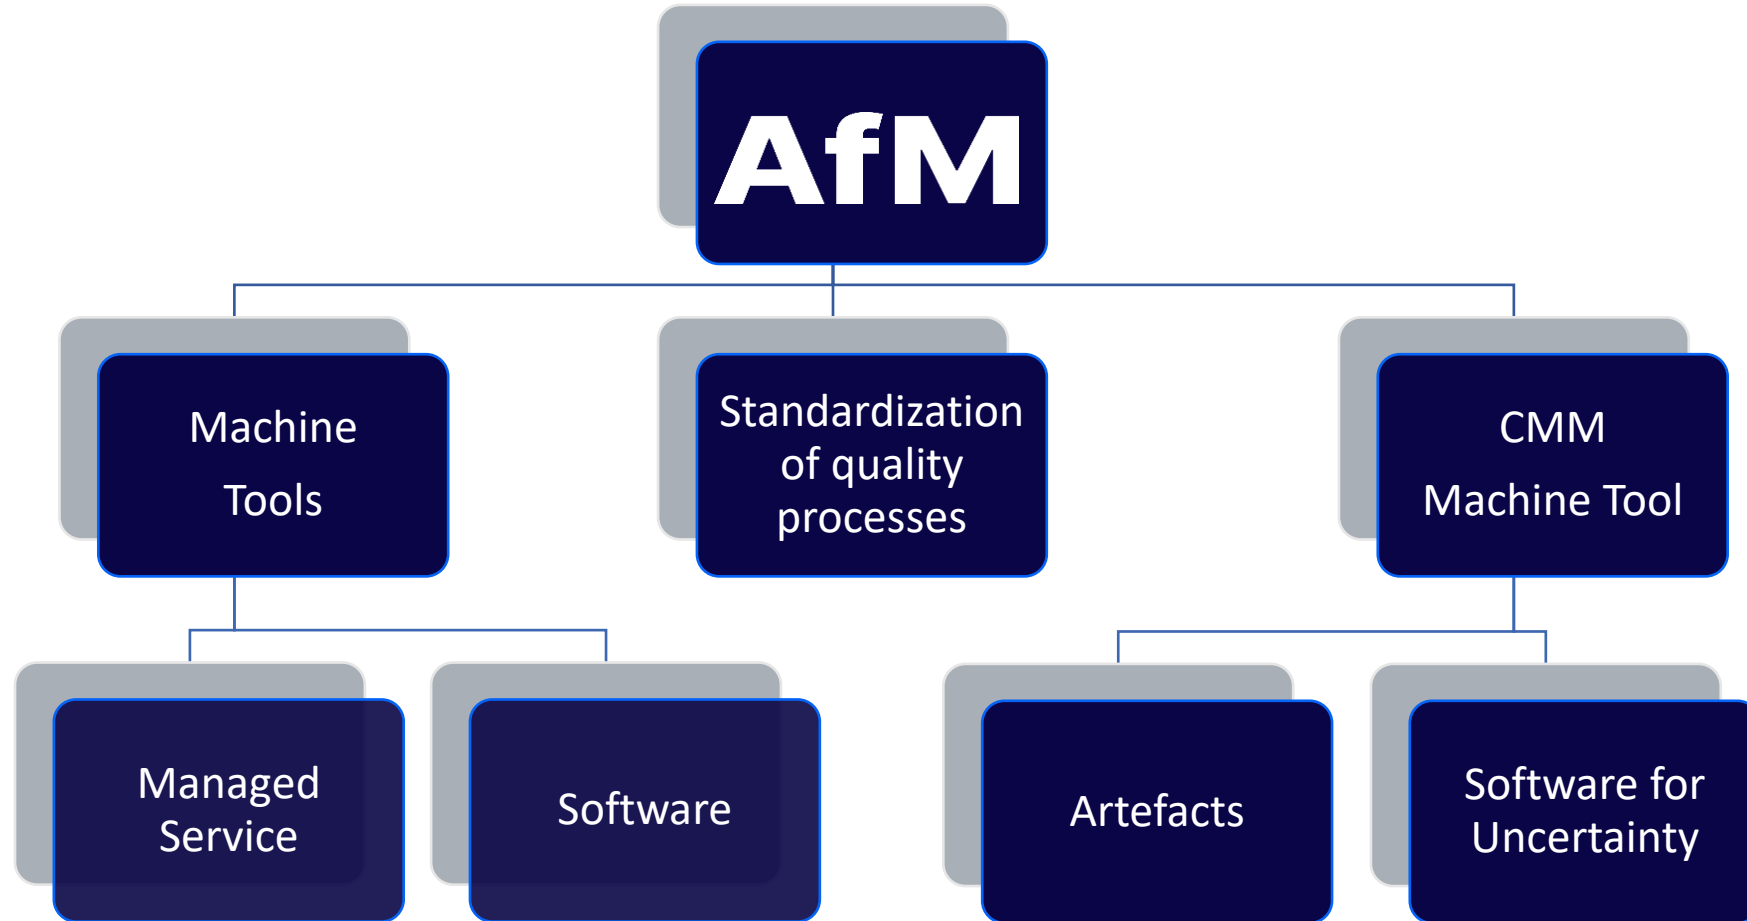 AfM
Machine
Tools
Standardization
of quality
processes
CMM
Machine Tool
Managed
Service
Software
Artefacts
Software for
Uncertainty